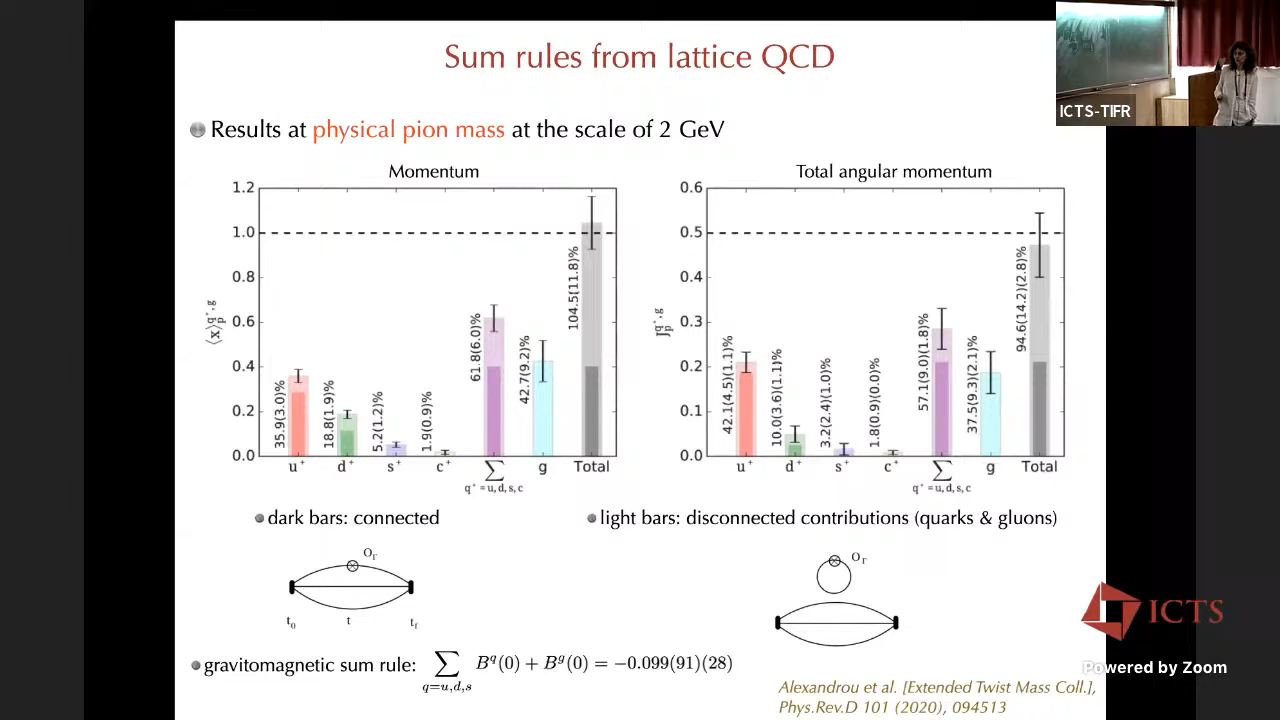 Sum rules from lattice QCD
ICTS-TIFR
Results at physical pion mass at the scale of 2 GeV
Momentum
1.2
1.0
0.8
0.6
0.4
0.2
0.0
⟨x⟩ₚ^{q⁺,g}
35.9(3.0)%
18.8(1.9)%
5.2(1.2)%
1.9(0.9)%
61.8(6.0)%
42.7(9.2)%
104.5(11.8)%
u⁺ d⁺ s⁺ c⁺ ∑ g Total
q⁺ = u, d, s, c
Total angular momentum
0.6
0.5
0.4
0.3
0.2
0.1
0.0
Jₚ^{q⁺,g}
42.1(4.5)(1.1)%
10.0(3.6)(1.1)%
3.2(2.4)(1.0)%
1.8(0.9)(0.0)%
57.1(9.0)(1.8)%
37.5(9.3)(2.1)%
94.6(14.2)(2.8)%
u⁺ d⁺ s⁺ c⁺ ∑ g Total
q⁺ = u, d, s, c
dark bars: connected
light bars: disconnected contributions (quarks & gluons)
O_Γ
t₀ t t_f
O_Γ
ICTS
gravitomagnetic sum rule: ∑_{q=u,d,s} B^q(0) + B^g(0) = −0.099(91)(28)
Powered by Zoom
Alexandrou et al. [Extended Twist Mass Coll.],
Phys.Rev.D 101 (2020), 094513